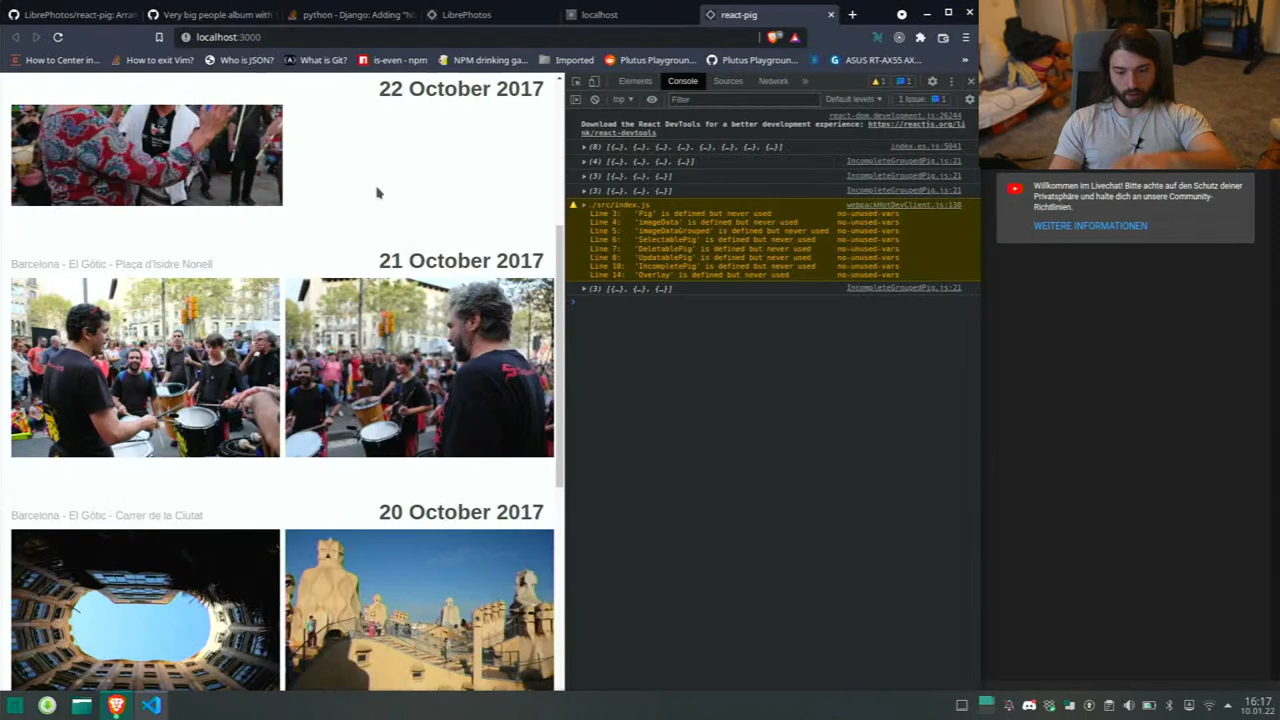 LibrePhotos/react-pig: Arran
Very big people album with
python - Django: Adding "N
LibrePhotos
localhost
react-pig
localhost:3000
How to Center in...
How to exit Vim?
Who is JSON?
What is Git?
is-even - npm
NPM drinking ga...
Imported
Plutus Playgroun...
Plutus Playgroun...
ASUS RT-AX55 AX...
»
22 October 2017
Barcelona - El Gòtic - Plaça d'Isidre Nonell
21 October 2017
Barcelona - El Gòtic - Carrer de la Ciutat
20 October 2017
Elements
Console
Sources
Network
»
1
1
top
Filter
Default levels
1 Issue: 1
react-dom.development.js:26244
Download the React DevTools for a better development experience: https://reactjs.org/li
nk/react-devtools
(8) [{…}, {…}, {…}, {…}, {…}, {…}, {…}, {…}] index.es.js:5041
(4) [{…}, {…}, {…}, {…}] IncompleteGroupedPig.js:21
(3) [{…}, {…}, {…}] IncompleteGroupedPig.js:21
(3) [{…}, {…}, {…}] IncompleteGroupedPig.js:21
./src/index.js webpackHotDevClient.js:138
Line 3: 'Pig' is defined but never used no-unused-vars
Line 4: 'imageData' is defined but never used no-unused-vars
Line 5: 'imageDataGrouped' is defined but never used no-unused-vars
Line 6: 'SelectablePig' is defined but never used no-unused-vars
Line 7: 'DeletablePig' is defined but never used no-unused-vars
Line 8: 'UpdatablePig' is defined but never used no-unused-vars
Line 10: 'IncompletePig' is defined but never used no-unused-vars
Line 14: 'Overlay' is defined but never used no-unused-vars
(3) [{…}, {…}, {…}] IncompleteGroupedPig.js:21
Willkommen im Livechat! Bitte achte auf den Schutz deiner
Privatsphäre und halte dich an unsere Community-
Richtlinien.
WEITERE INFORMATIONEN
16:17
10.01.22